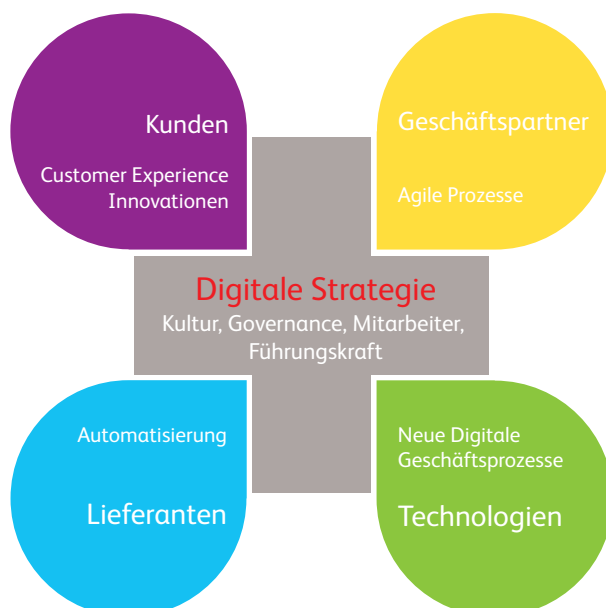 Kunden
Customer Experience
Innovationen
Geschäftspartner
Agile Prozesse
Digitale Strategie
Kultur, Governance, Mitarbeiter,
Führungskraft
Automatisierung
Lieferanten
Neue Digitale
Geschäftsprozesse
Technologien